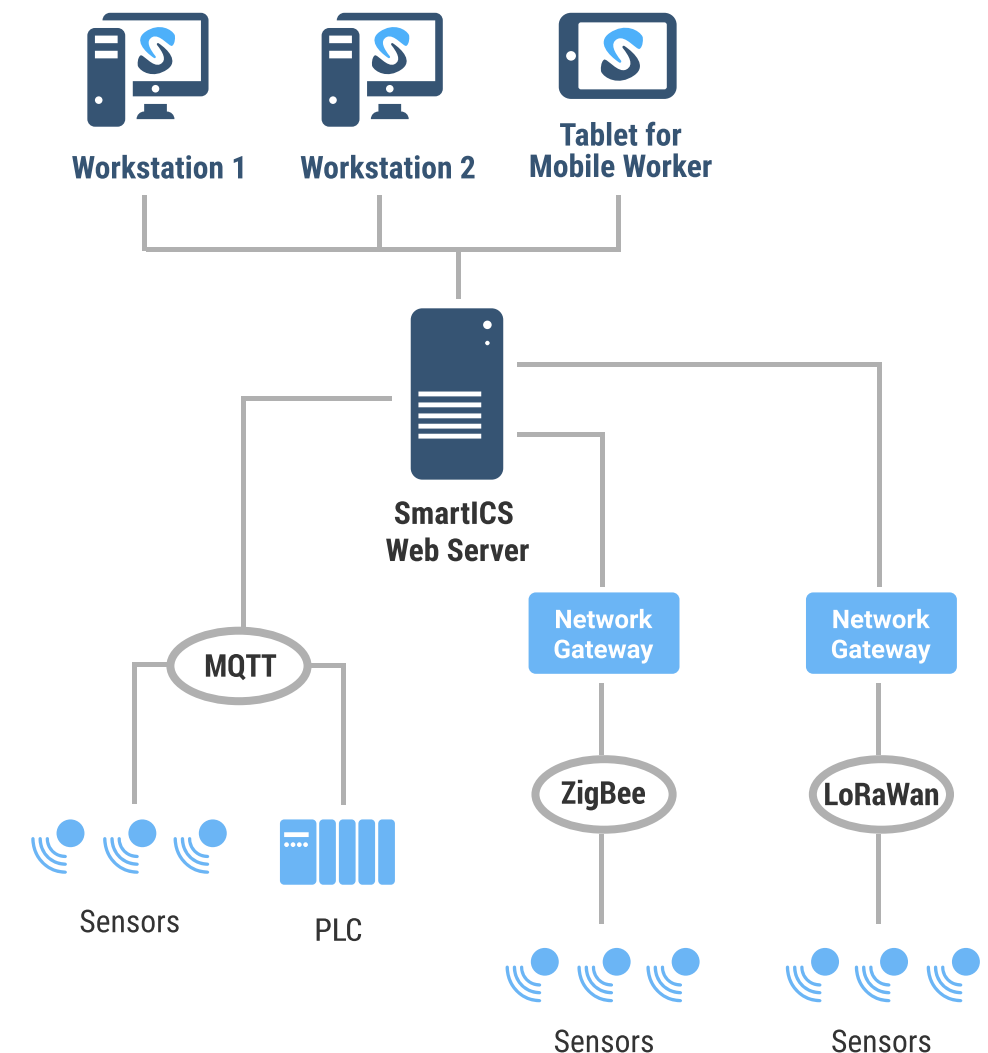 Workstation 1
Workstation 2
Tablet for
Mobile Worker
SmartICS
Web Server
Network
Gateway
Network
Gateway
MQTT
ZigBee
LoRaWan
Sensors
PLC
Sensors
Sensors